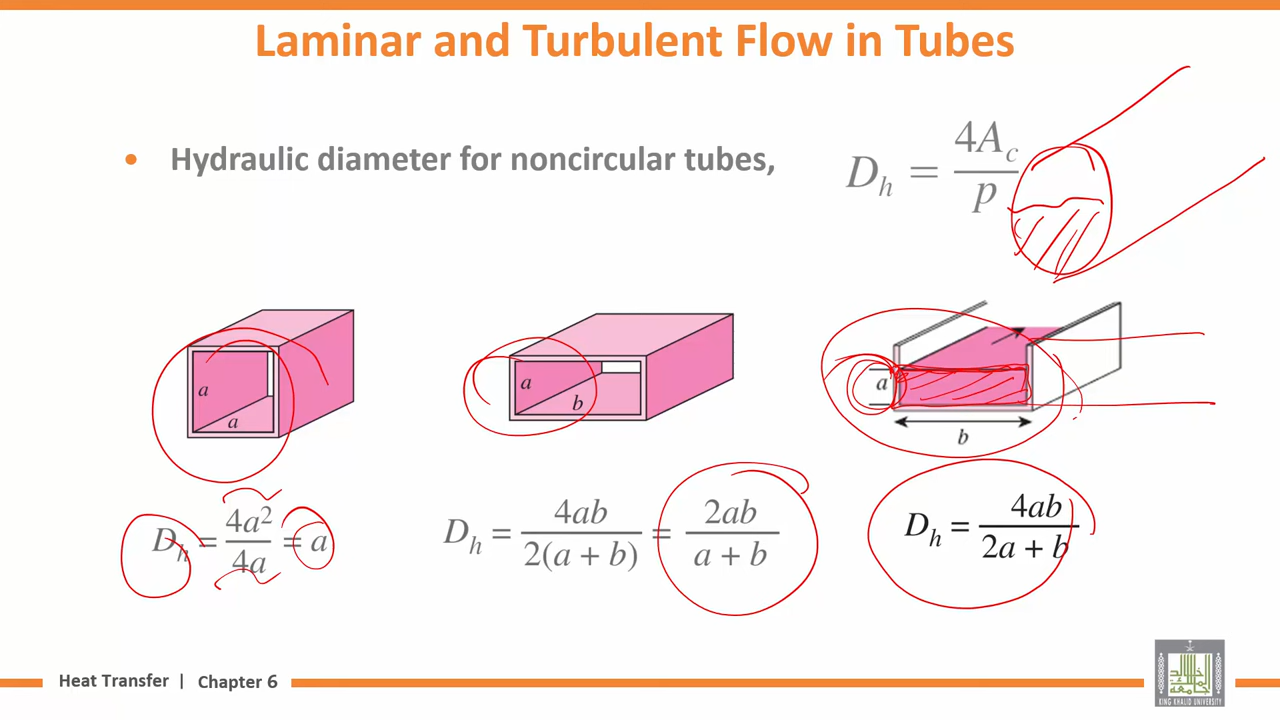 Laminar and Turbulent Flow in Tubes
• Hydraulic diameter for noncircular tubes,
D_h = 4A_c / p
a
a
a
b
a
b
D_h = 4a² / 4a = a
D_h = 4ab / 2(a + b) = 2ab / a + b
D_h = 4ab / 2a + b
Heat Transfer | Chapter 6
KING KHALID UNIVERSITY